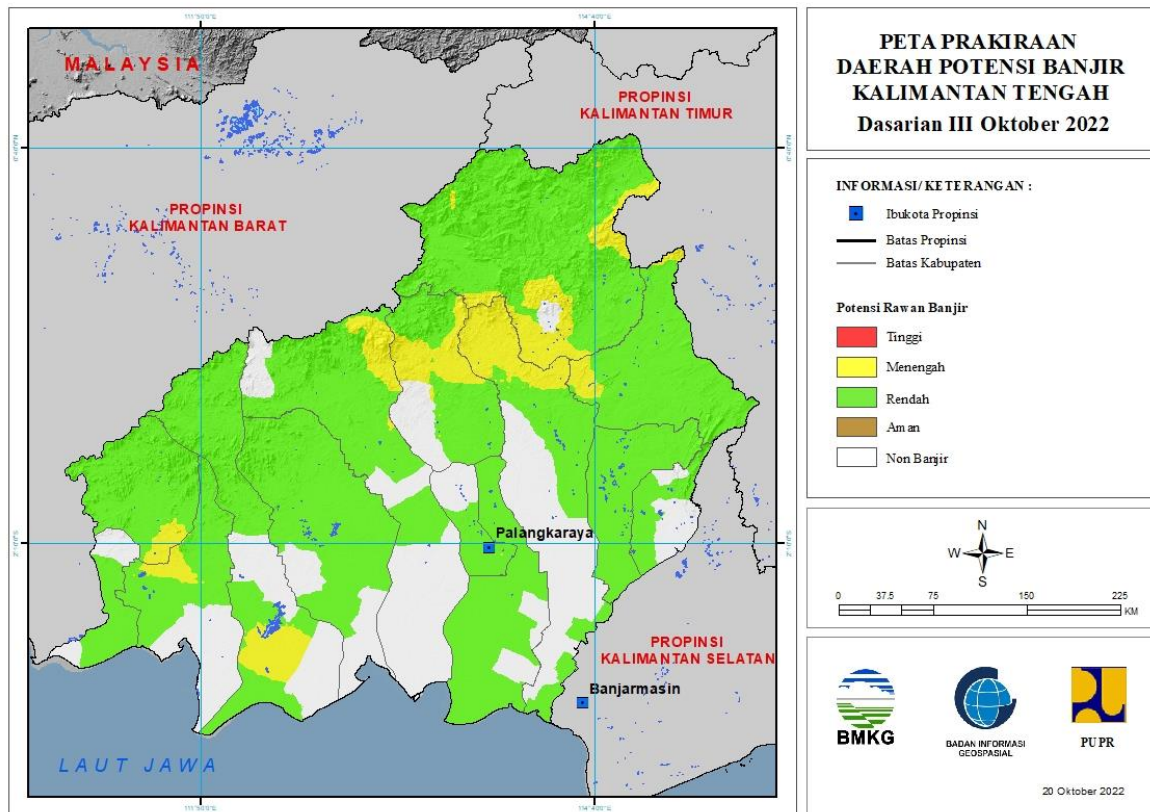 MALAYSIA
PROPINSI
KALIMANTAN TIMUR
PROPINSI
KALIMANTAN BARAT
Palangkaraya
PROPINSI
KALIMANTAN SELATAN
Banjarmasin
LAUT JAWA
PETA PRAKIRAAN
DAERAH POTENSI BANJIR
KALIMANTAN TENGAH
Dasarian III Oktober 2022
INFORMASI/ KETERANGAN :
Ibukota Propinsi
Batas Propinsi
Batas Kabupaten
Potensi Rawan Banjir
Tinggi
Menengah
Rendah
Aman
Non Banjir
N
W E
S
0 37.5 75 150 225
KM
BMKG
BADAN INFORMASI
GEOSPASIAL
PUPR
20 Oktober 2022